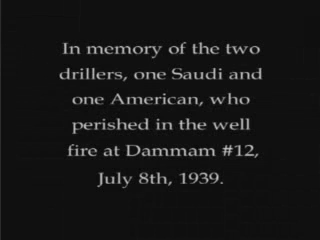 In memory of the two
drillers, one Saudi and
one American, who
perished in the well
fire at Dammam #12,
July 8th, 1939.